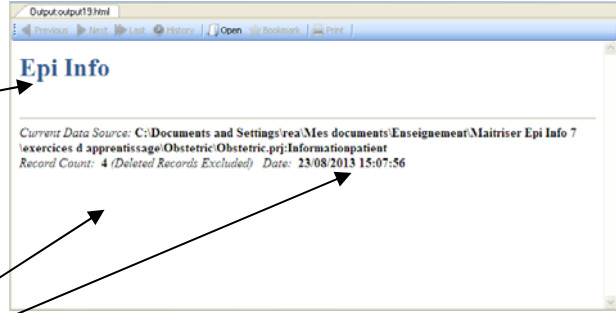 Output:output19.html
Previous Next Last History Open Bookmark Print
Epi Info
Current Data Source: C:\Documents and Settings\rea\Mes documents\Enseignement\Maitriser Epi Info 7
\exercices d apprentissage\Obstetric\Obstetric.prj:Informationpatient
Record Count: 4 (Deleted Records Excluded) Date: 23/08/2013 15:07:56